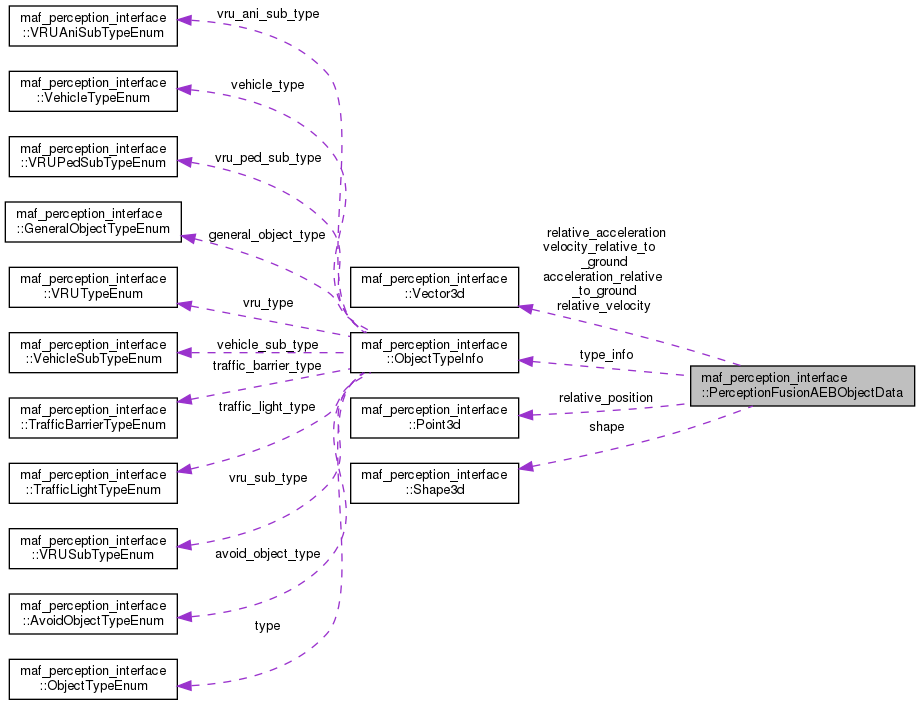 maf_perception_interface
::VRUAniSubTypeEnum
vru_ani_sub_type
maf_perception_interface
::VehicleTypeEnum
vehicle_type
maf_perception_interface
::VRUPedSubTypeEnum
vru_ped_sub_type
maf_perception_interface
::GeneralObjectTypeEnum
general_object_type
maf_perception_interface
::VRUTypeEnum
vru_type
maf_perception_interface
::VehicleSubTypeEnum
vehicle_sub_type
maf_perception_interface
::TrafficBarrierTypeEnum
traffic_barrier_type
maf_perception_interface
::TrafficLightTypeEnum
traffic_light_type
maf_perception_interface
::VRUSubTypeEnum
vru_sub_type
maf_perception_interface
::AvoidObjectTypeEnum
avoid_object_type
maf_perception_interface
::ObjectTypeEnum
type
maf_perception_interface
::Vector3d
relative_acceleration
velocity_relative_to
_ground
acceleration_relative
_to_ground
relative_velocity
maf_perception_interface
::ObjectTypeInfo
type_info
maf_perception_interface
::Point3d
relative_position
maf_perception_interface
::Shape3d
shape
maf_perception_interface
::PerceptionFusionAEBObjectData